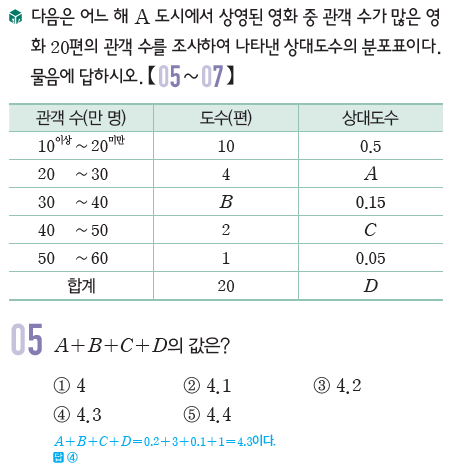 다음은 어느 해 A 도시에서 상영된 영화 중 관객 수가 많은 영
화 20편의 관객 수를 조사하여 나타낸 상대도수의 분포표이다.
물음에 답하시오.【05~07】
관객 수(만 명) 도수(편) 상대도수
10이상 ~ 20미만 10 0.5
20 ~ 30 4 A
30 ~ 40 B 0.15
40 ~ 50 2 C
50 ~ 60 1 0.05
합계 20 D
05 A+B+C+D의 값은?
① 4 ② 4.1 ③ 4.2
④ 4.3 ⑤ 4.4
A+B+C+D=0.2+3+0.1+1=4.3이다.
답 ④